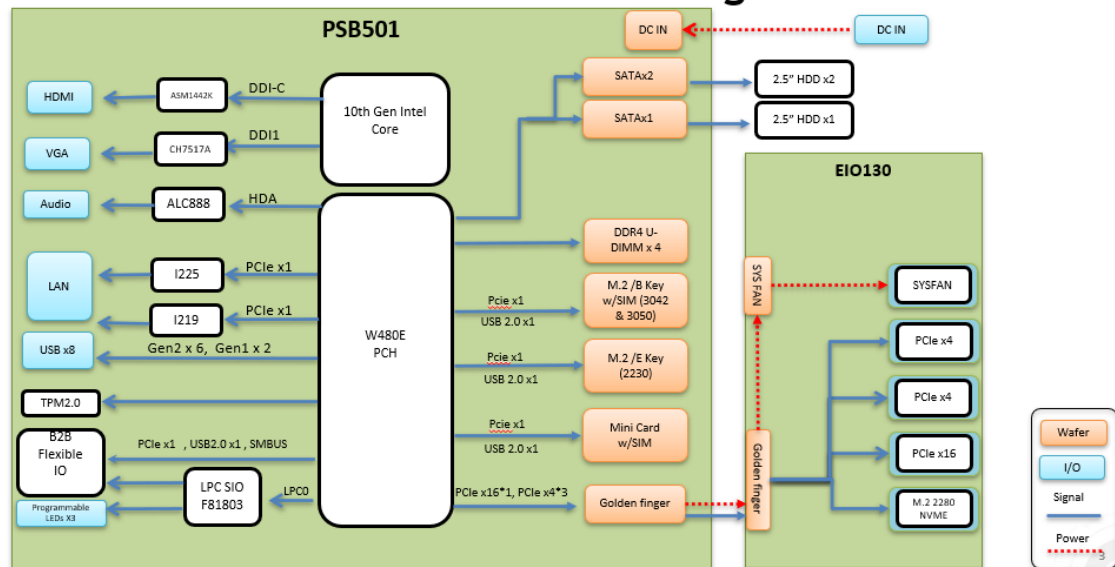 PSB501
DC IN
DC IN
HDMI
ASM1442K
DDI-C
10th Gen Intel
Core
SATAx2
2.5” HDD x2
SATAx1
2.5” HDD x1
VGA
CH7517A
DDI1
Audio
ALC888
HDA
EIO130
DDR4 U-
DIMM x 4
LAN
I225
PCIe x1
I219
PCIe x1
W480E
PCH
Pcie x1
USB 2.0 x1
M.2 /B Key
w/SIM (3042
& 3050)
SYS FAN
SYSFAN
USB x8
Gen2 x 6, Gen1 x 2
Pcie x1
USB 2.0 x1
M.2 /E Key
(2230)
PCIe x4
TPM2.0
PCIe x4
B2B
Flexible
IO
PCIe x1 , USB2.0 x1 , SMBUS
Pcie x1
USB 2.0 x1
Mini Card
w/SIM
Golden finger
PCIe x16
LPC SIO
F81803
LPC0
PCIe x16*1, PCIe x4*3
Golden finger
M.2 2280
NVME
Programmable
LEDs X3
Wafer
I/O
Signal
Power
3